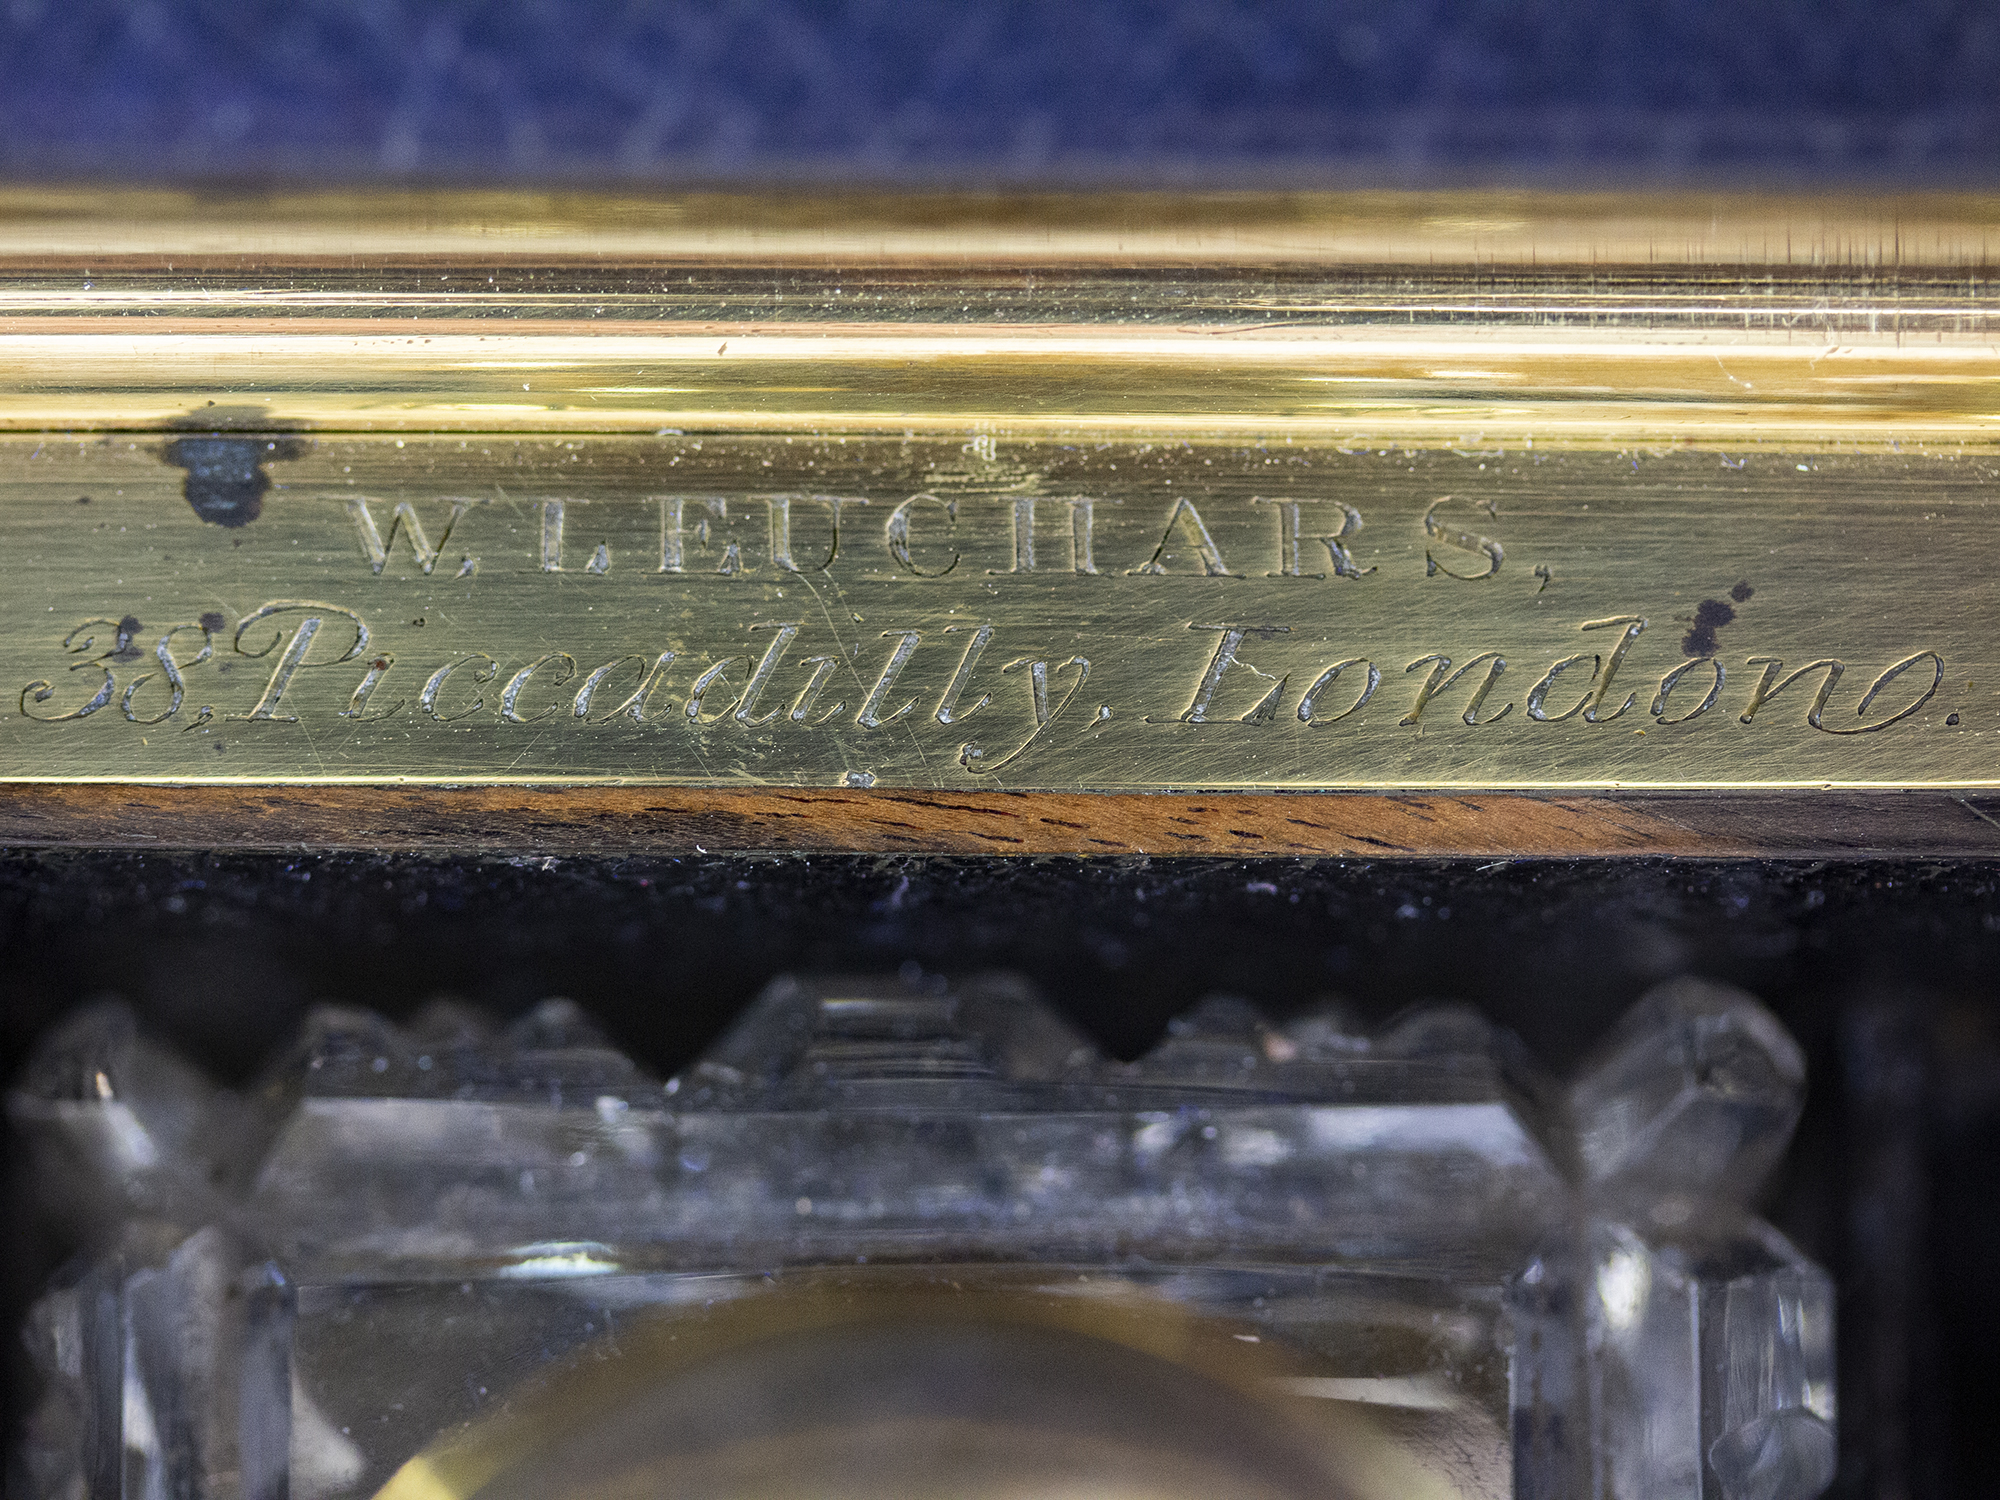 W. LEUCHARS,
38, Piccadilly, London.